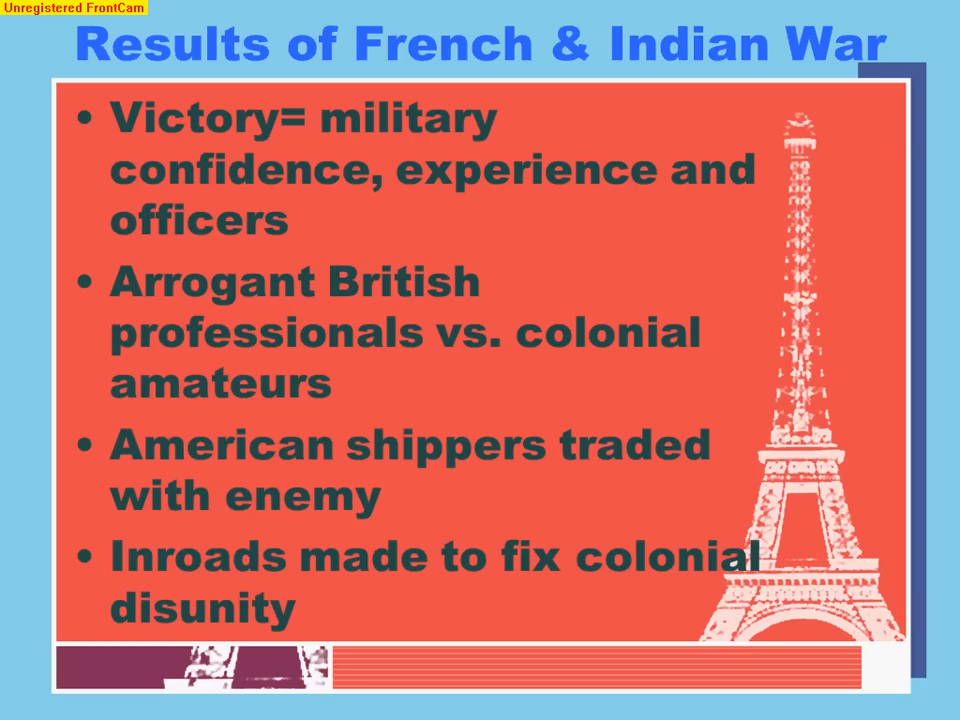 Unregistered FrontCam
Results of French & Indian War
• Victory= military
confidence, experience and
officers
• Arrogant British
professionals vs. colonial
amateurs
• American shippers traded
with enemy
• Inroads made to fix colonial
disunity